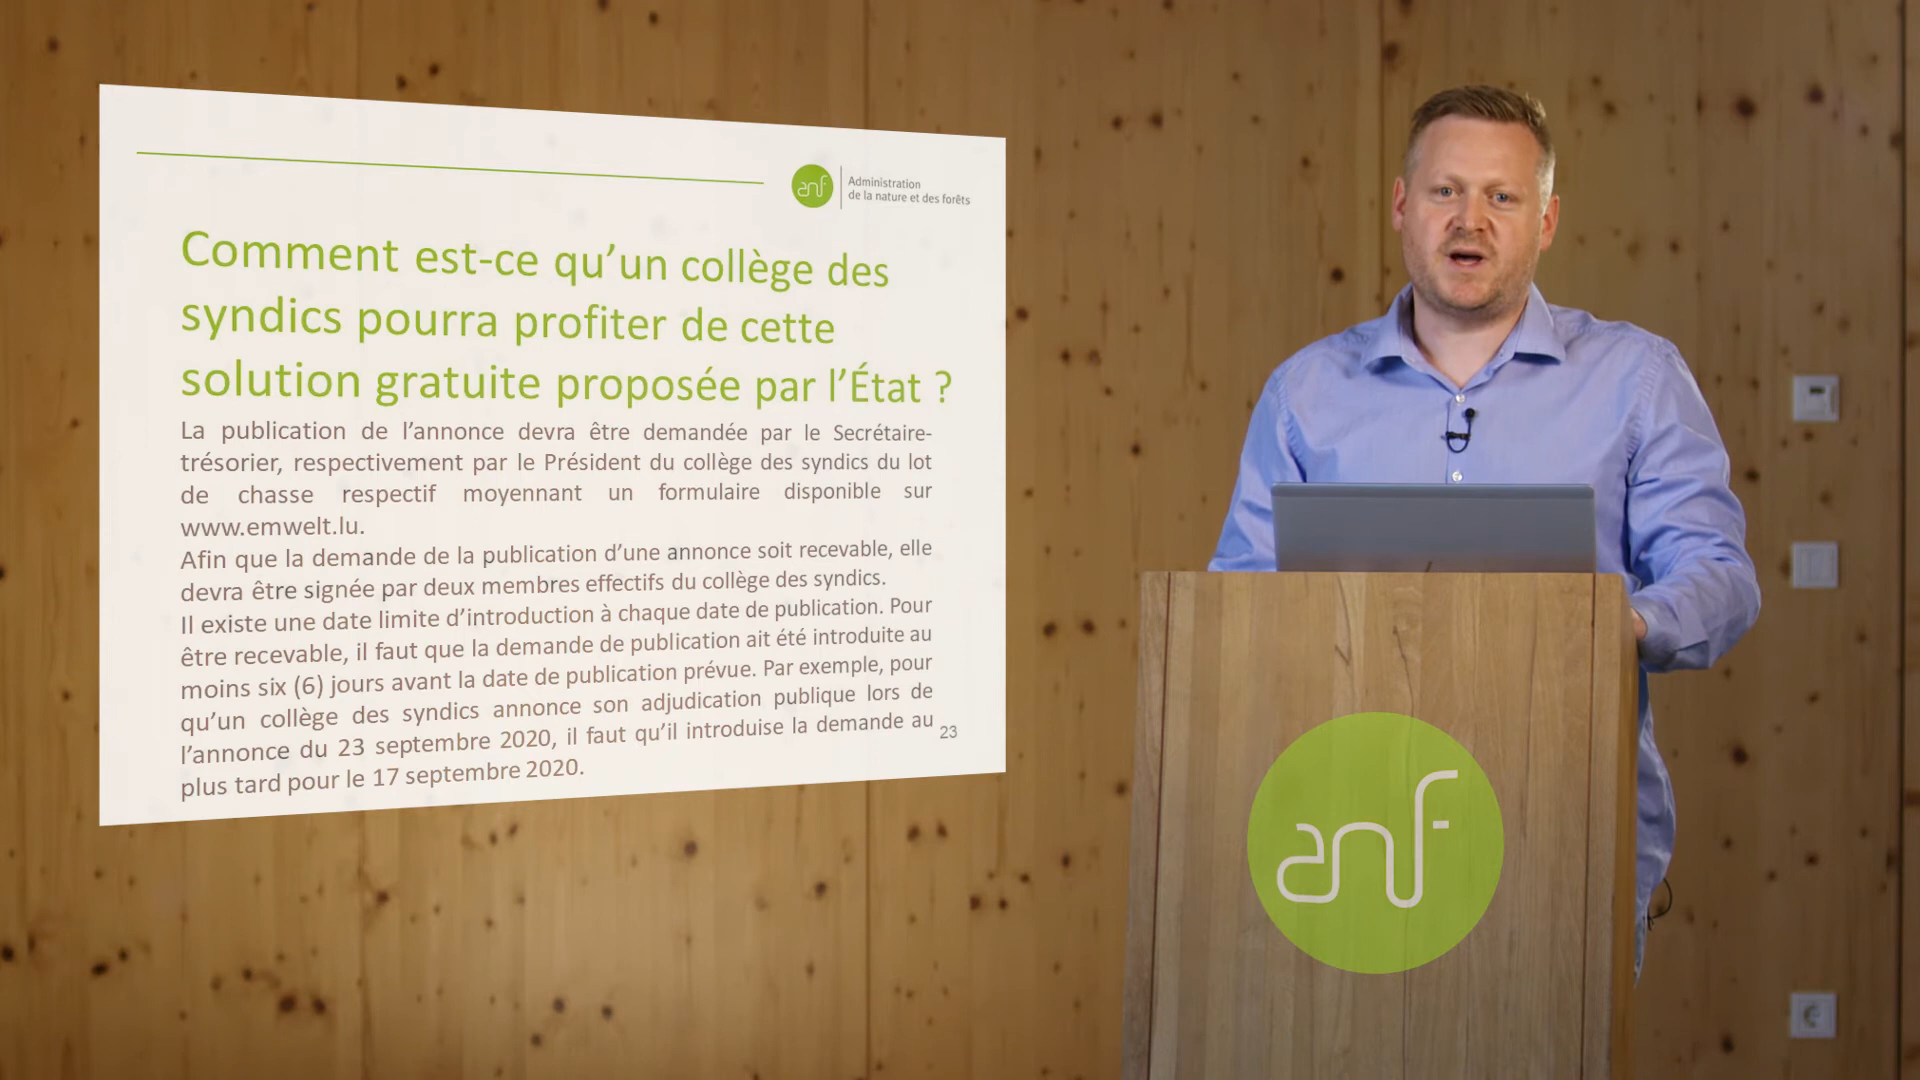 anf
Administration
de la nature et des forêts
Comment est-ce qu’un collège des
syndics pourra profiter de cette
solution gratuite proposée par l’État ?
La publication de l’annonce devra être demandée par le Secrétaire-
trésorier, respectivement par le Président du collège des syndics du lot
de chasse respectif moyennant un formulaire disponible sur
www.emwelt.lu.
Afin que la demande de la publication d’une annonce soit recevable, elle
devra être signée par deux membres effectifs du collège des syndics.
Il existe une date limite d’introduction à chaque date de publication. Pour
être recevable, il faut que la demande de publication ait été introduite au
moins six (6) jours avant la date de publication prévue. Par exemple, pour
qu’un collège des syndics annonce son adjudication publique lors de
l’annonce du 23 septembre 2020, il faut qu’il introduise la demande au
plus tard pour le 17 septembre 2020.
23
anf